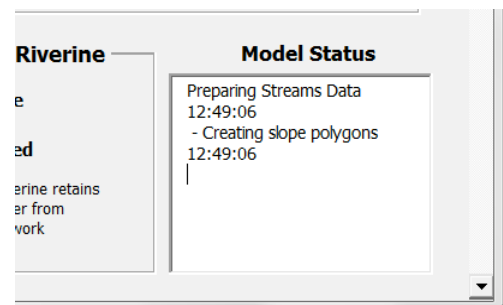 Riverine
e
ed
erine retains
er from
work
Model Status
Preparing Streams Data
12:49:06
- Creating slope polygons
12:49:06